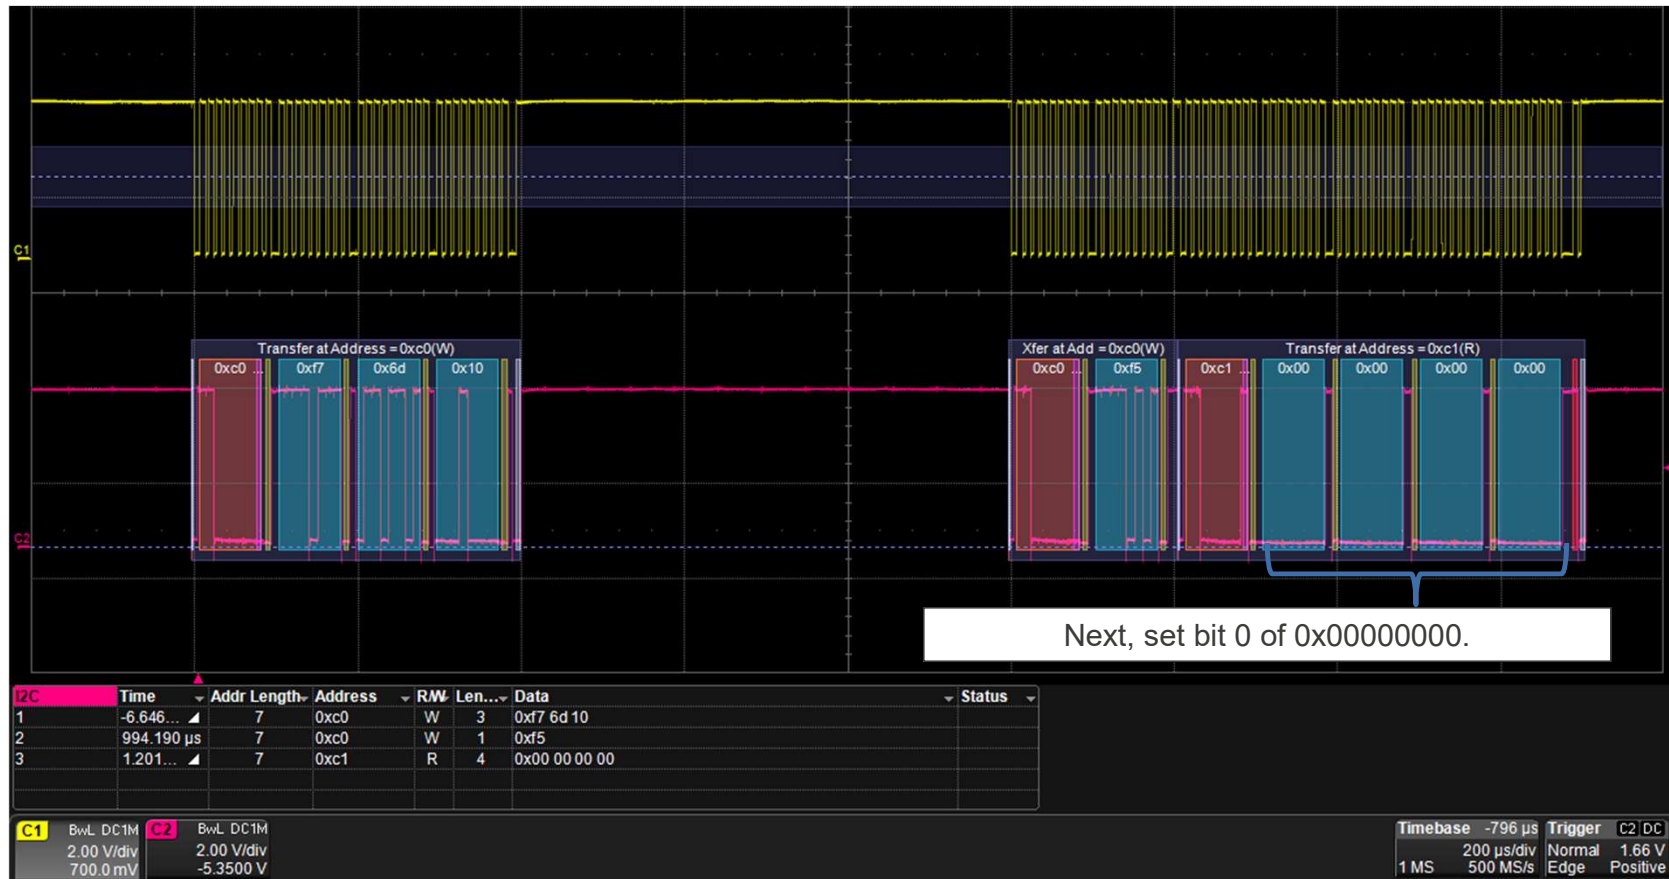 C1
Transfer at Address = 0xc0(W)
0xc0 ... 0xf7 0x6d 0x10
Xfer at Add = 0xc0(W) Transfer at Address = 0xc1(R)
0xc0 ... 0xf5 0xc1 ... 0x00 0x00 0x00 0x00
C2
Next, set bit 0 of 0x00000000.
I2C Time Addr Length Address R/W Len... Data Status
1 -6.646... 7 0xc0 W 3 0xf7 6d 10
2 994.190 µs 7 0xc0 W 1 0xf5
3 1.201... 7 0xc1 R 4 0x00 00 00 00
C1 BwL DC1M C2 BwL DC1M Timebase -796 µs Trigger C2 DC
2.00 V/div 2.00 V/div 200 µs/div Normal 1.66 V
700.0 mV -5.3500 V 1 MS 500 MS/s Edge Positive